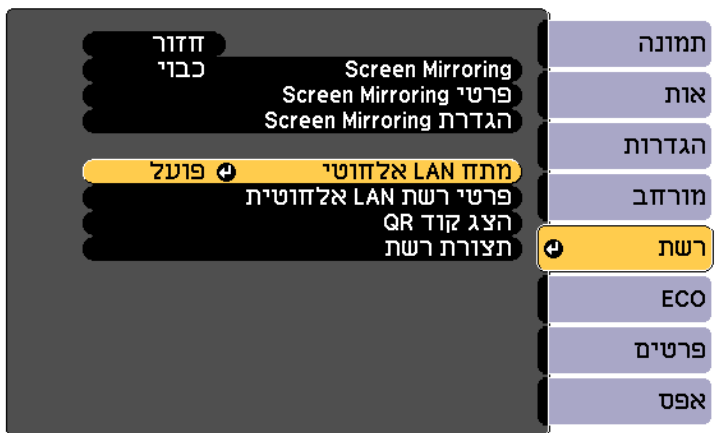 תמונה
אות
הגדרות
מורחב
רשת
ECO
פרטים
אפס
חזור
Screen Mirroring כבוי
פרטי Screen Mirroring
הגדרת Screen Mirroring
מתח LAN אלחוטי פועל
פרטי רשת LAN אלחוטית
הצג קוד QR
תצורת רשת